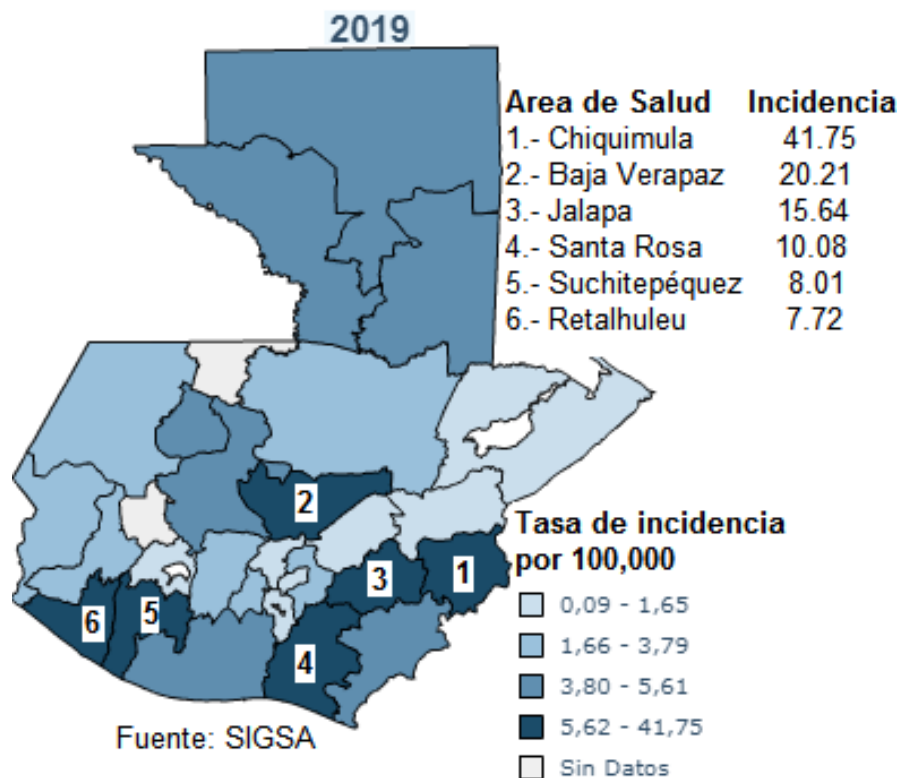 2019
Area de Salud Incidencia
1.- Chiquimula 41.75
2.- Baja Verapaz 20.21
3.- Jalapa 15.64
4.- Santa Rosa 10.08
5.- Suchitepéquez 8.01
6.- Retalhuleu 7.72
2
3
1
6
5
4
Tasa de incidencia
por 100,000
0,09 - 1,65
1,66 - 3,79
3,80 - 5,61
5,62 - 41,75
Sin Datos
Fuente: SIGSA